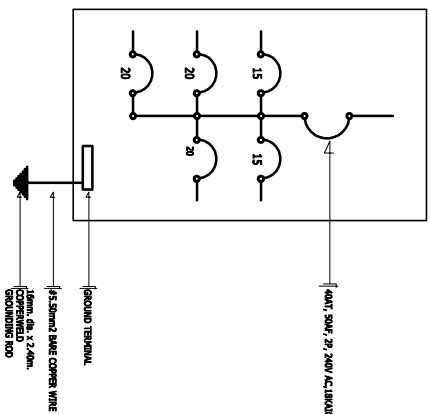 20
20
15
20
15
40AT, 50AF, 2P, 240V AC,18KAIC
GROUND TERMINAL
#5.50mm2 BARE COPPER WIRE
16mm. dia. x 2.40m.
COPPERWELD
GROUNDING ROD